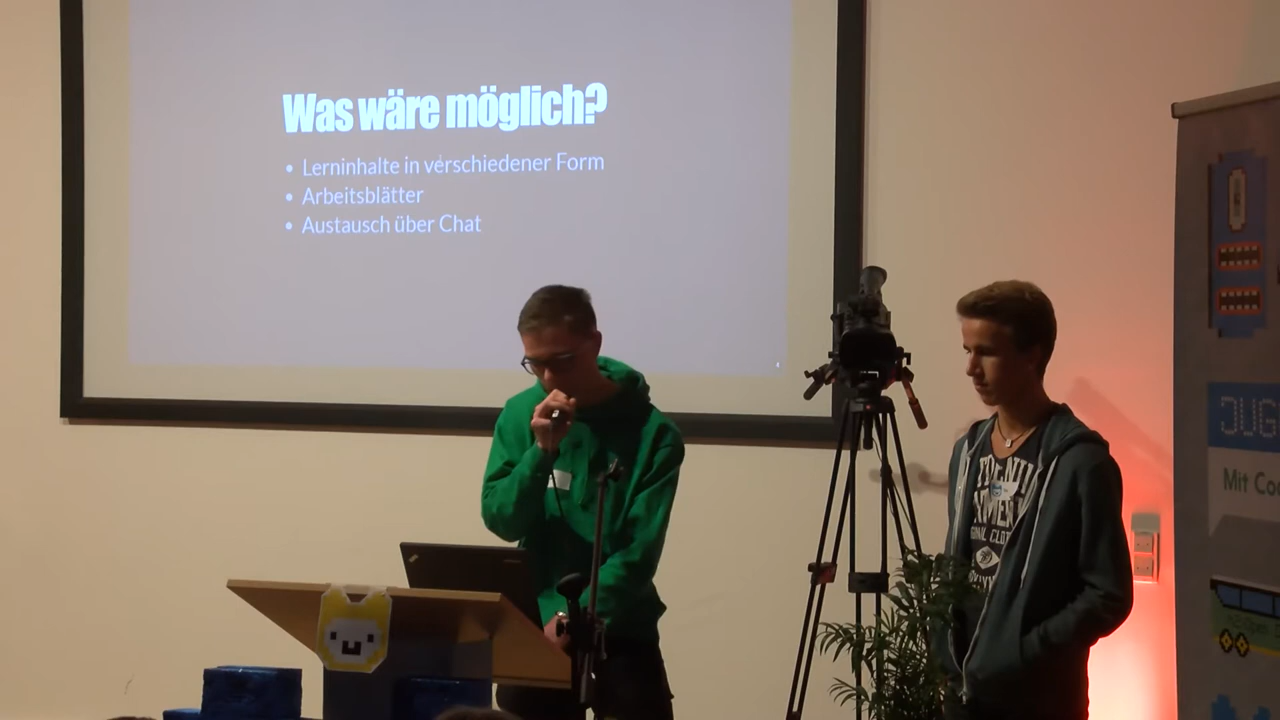 Was wäre möglich?
• Lerninhalte in verschiedener Form
• Arbeitsblätter
• Austausch über Chat
JUG
Mit Co